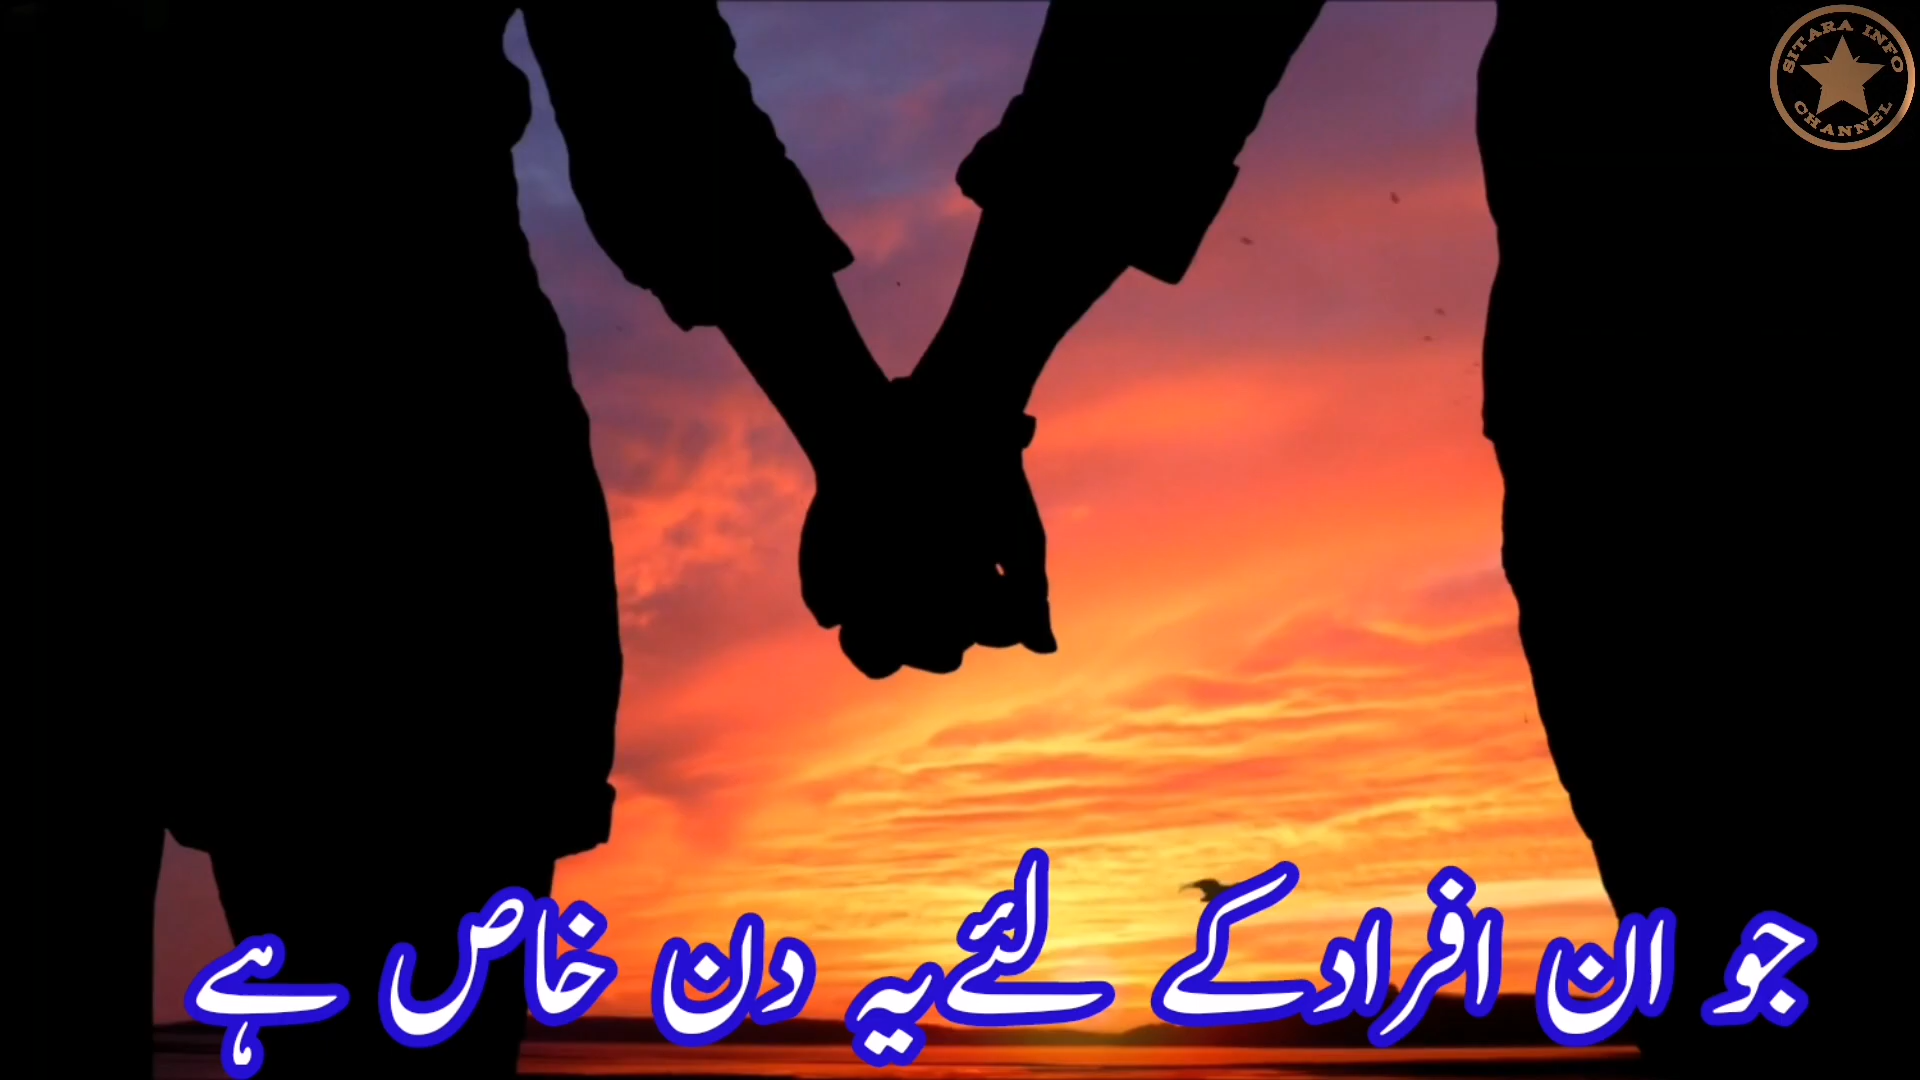 SITARA INFO
CHANNEL
جو ان افراد کے لئے یہ دن خاص ہے